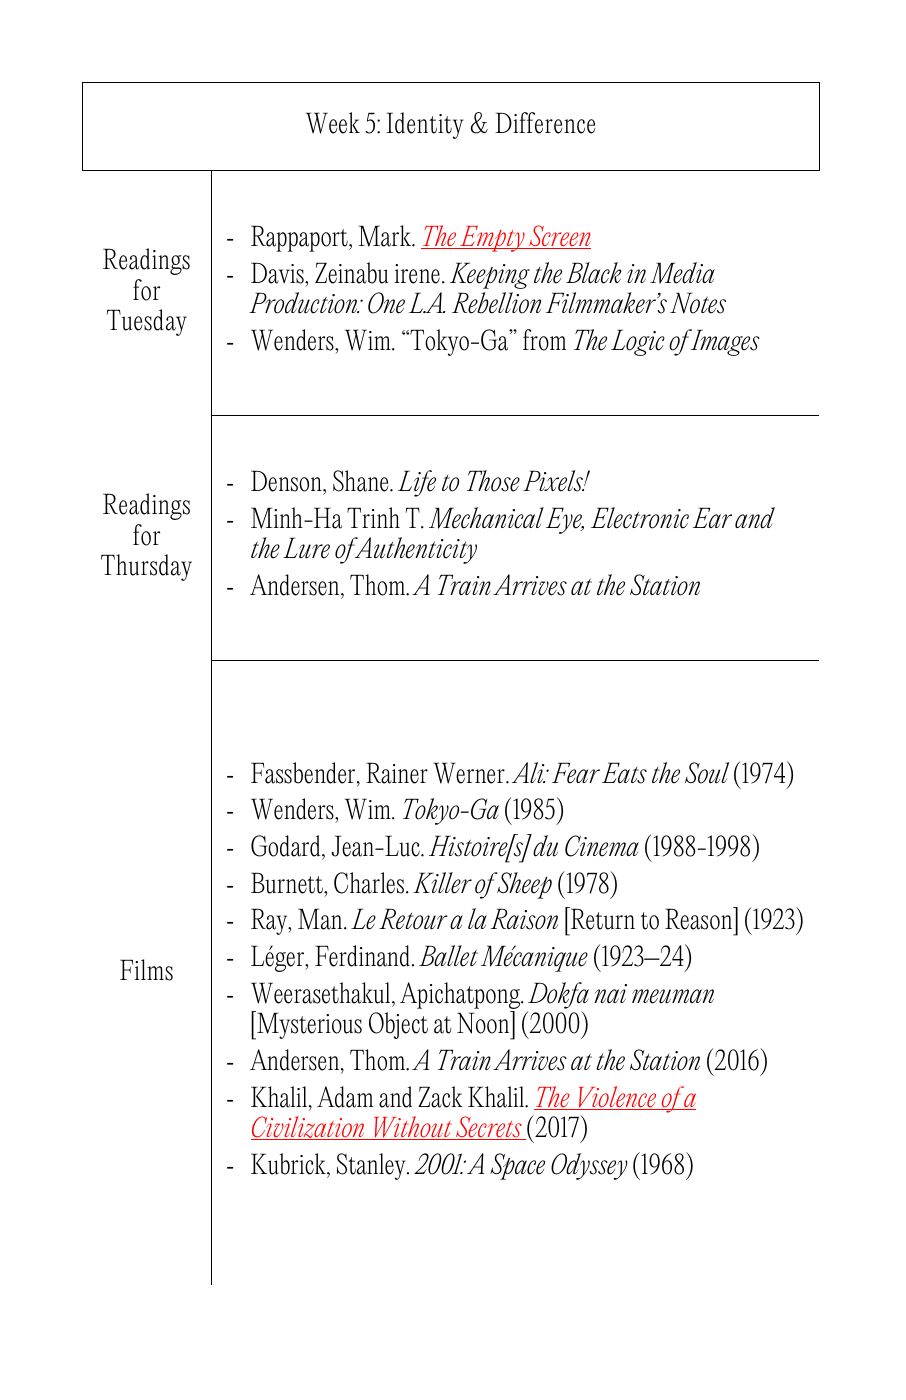 Week 5: Identity & Difference
Readings
for
Tuesday
- Rappaport, Mark. The Empty Screen
- Davis, Zeinabu irene. Keeping the Black in Media
Production: One L.A. Rebellion Filmmaker’s Notes
- Wenders, Wim. “Tokyo-Ga” from The Logic of Images
Readings
for
Thursday
- Denson, Shane. Life to Those Pixels!
- Minh-Ha Trinh T. Mechanical Eye, Electronic Ear and
the Lure of Authenticity
- Andersen, Thom. A Train Arrives at the Station
Films
- Fassbender, Rainer Werner. Ali: Fear Eats the Soul (1974)
- Wenders, Wim. Tokyo-Ga (1985)
- Godard, Jean-Luc. Histoire[s] du Cinema (1988-1998)
- Burnett, Charles. Killer of Sheep (1978)
- Ray, Man. Le Retour a la Raison [Return to Reason] (1923)
- Léger, Ferdinand. Ballet Mécanique (1923–24)
- Weerasethakul, Apichatpong. Dokfa nai meuman
[Mysterious Object at Noon] (2000)
- Andersen, Thom. A Train Arrives at the Station (2016)
- Khalil, Adam and Zack Khalil. The Violence of a
Civilization Without Secrets (2017)
- Kubrick, Stanley. 2001: A Space Odyssey (1968)